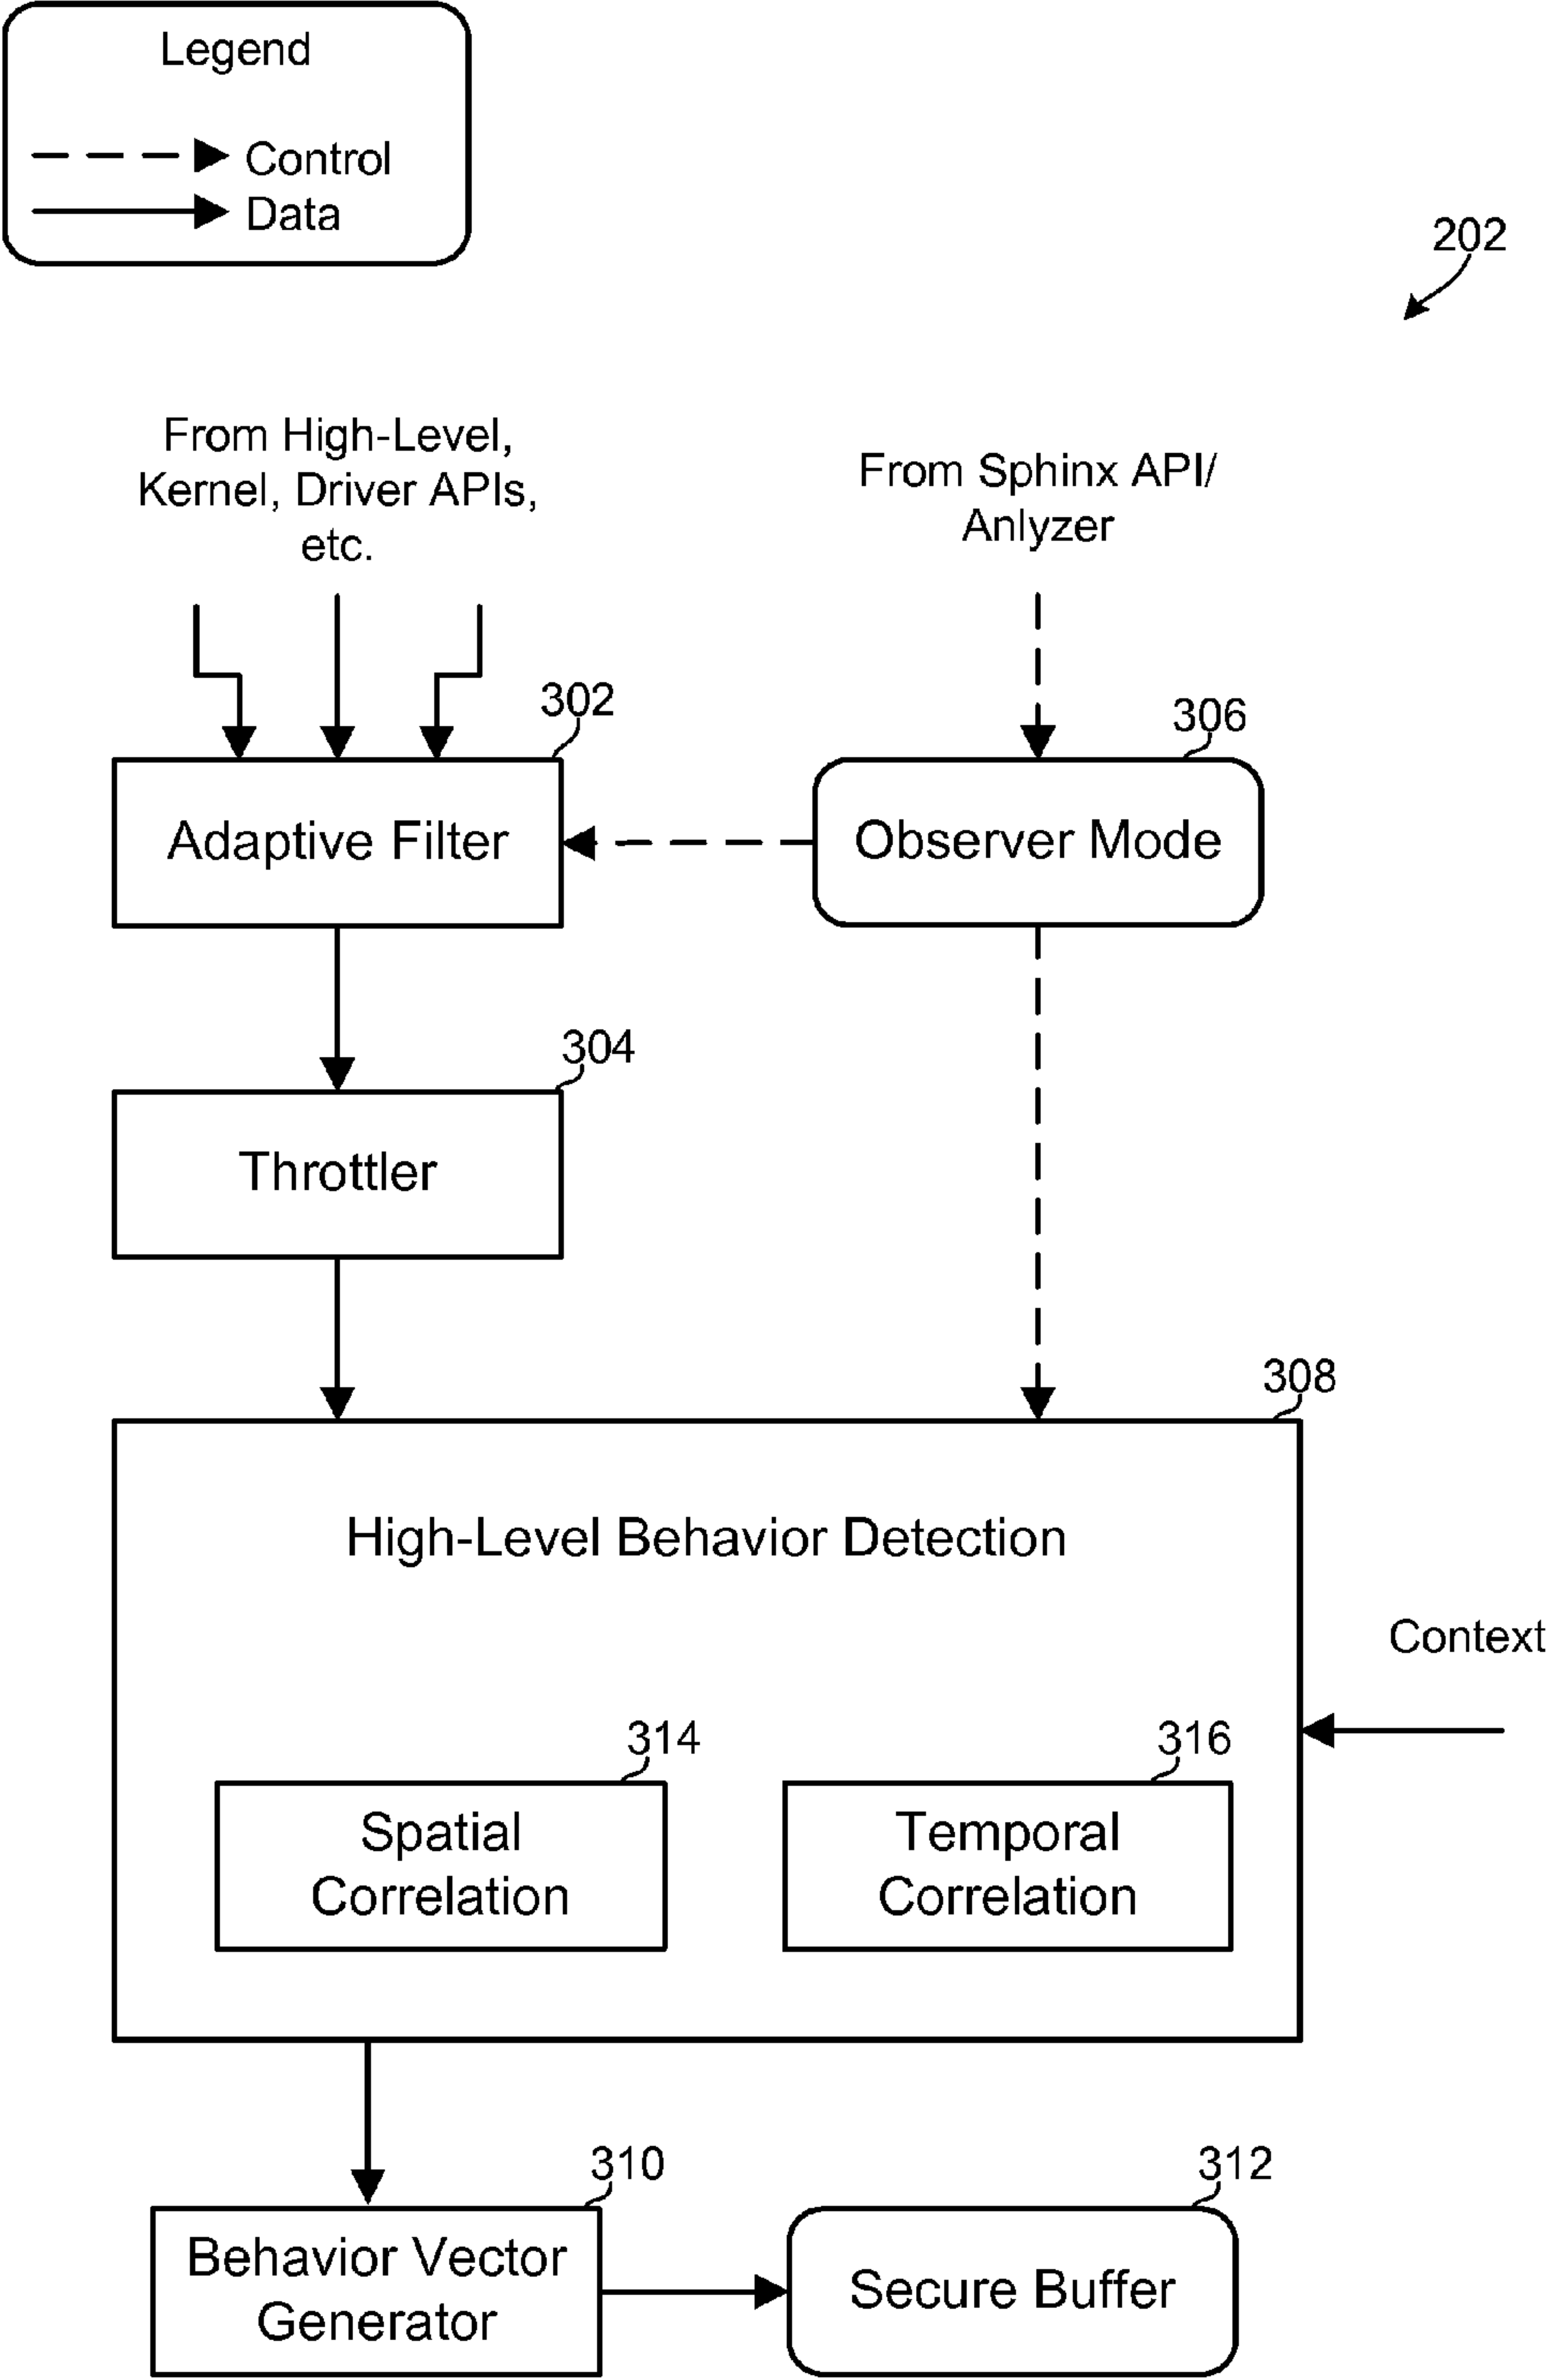 Legend
Control
Data
202
From High-Level,
Kernel, Driver APIs,
etc.
From Sphinx API/
Anlyzer
302
306
Adaptive Filter
Observer Mode
304
Throttler
308
High-Level Behavior Detection
Context
314
316
Spatial
Correlation
Temporal
Correlation
310
312
Behavior Vector
Generator
Secure Buffer